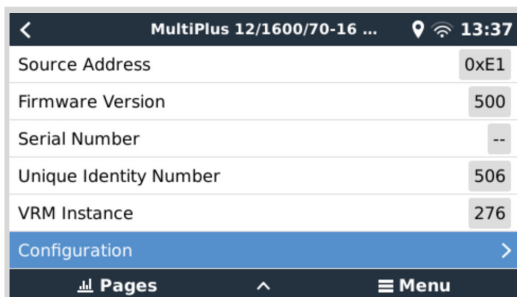 MultiPlus 12/1600/70-16 ... 13:37
Source Address 0xE1
Firmware Version 500
Serial Number --
Unique Identity Number 506
VRM Instance 276
Configuration
Pages Menu